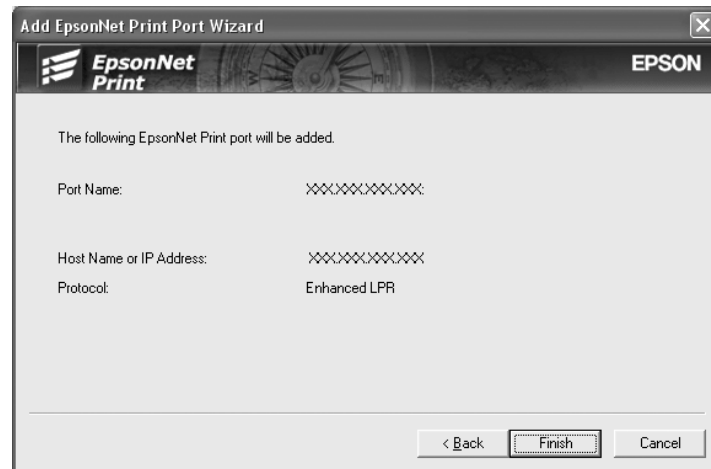 Add EpsonNet Print Port Wizard
EpsonNet
Print
EPSON
The following EpsonNet Print port will be added.
Port Name: XXX.XXX.XXX.XXX:
Host Name or IP Address: XXX.XXX.XXX.XXX
Protocol: Enhanced LPR
< Back Finish Cancel